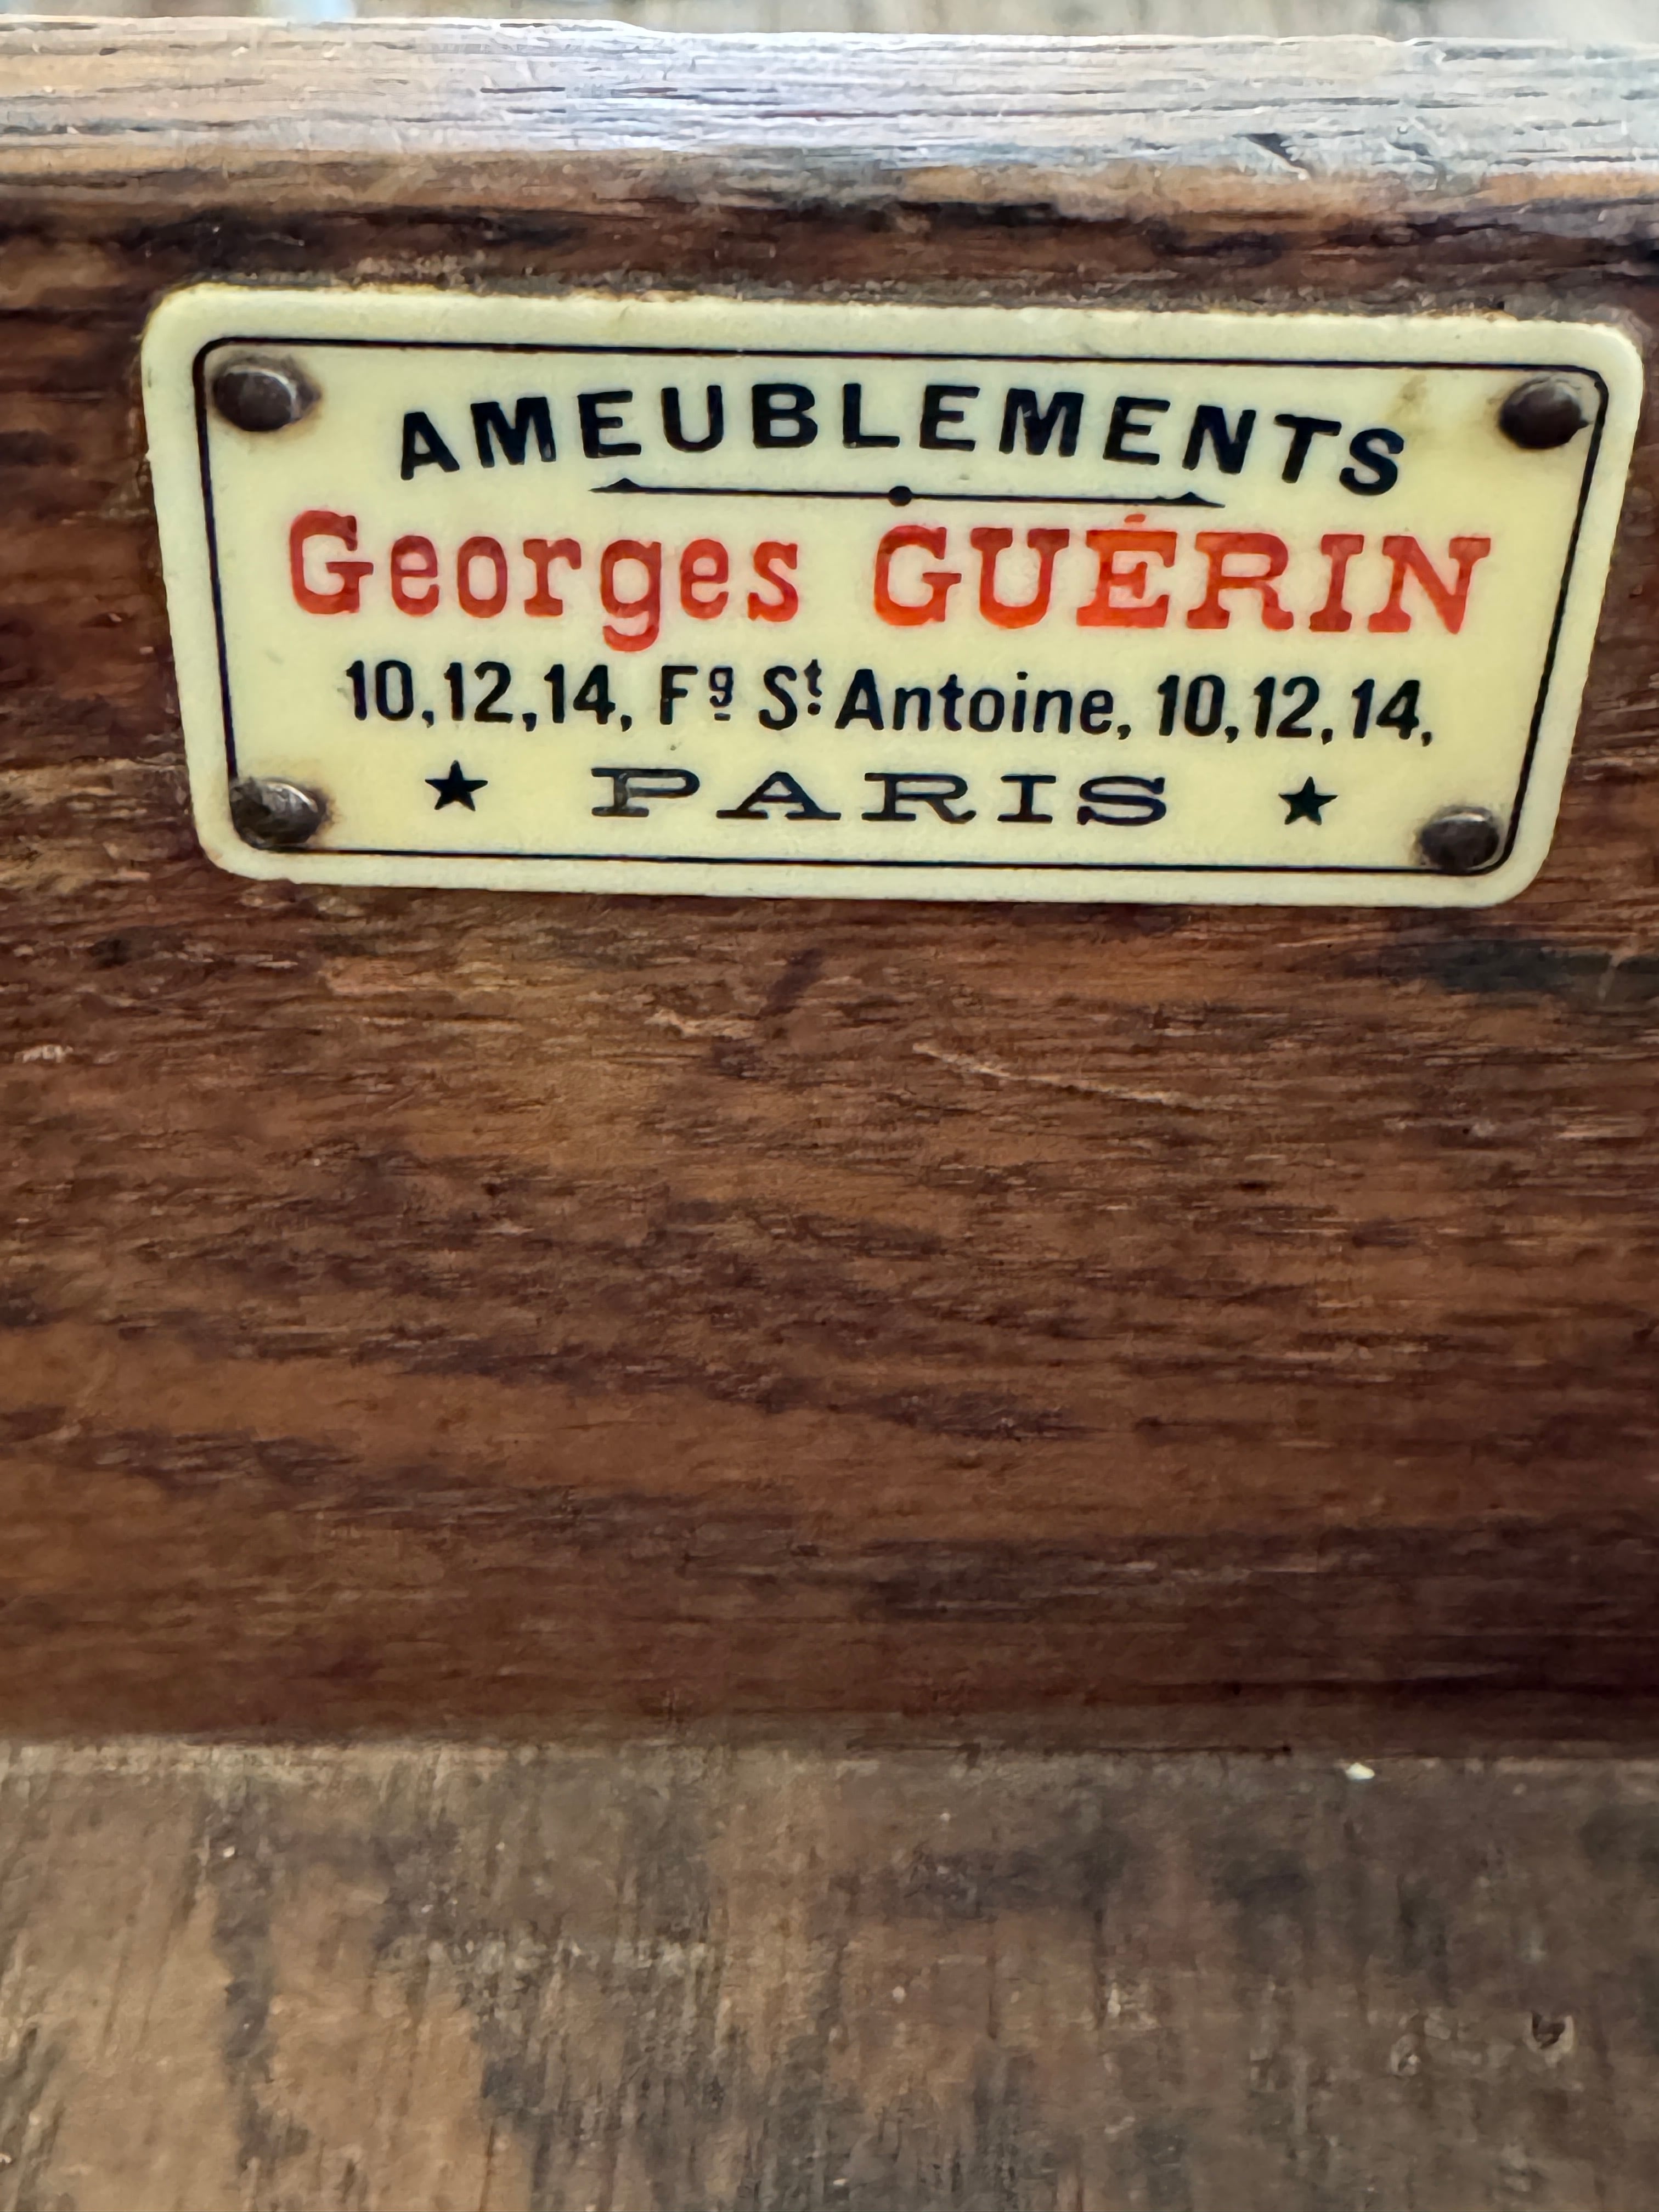 AMEUBLEMENTS
Georges GUÉRIN
10,12,14, Fg St Antoine, 10,12,14,
★ PARIS ★